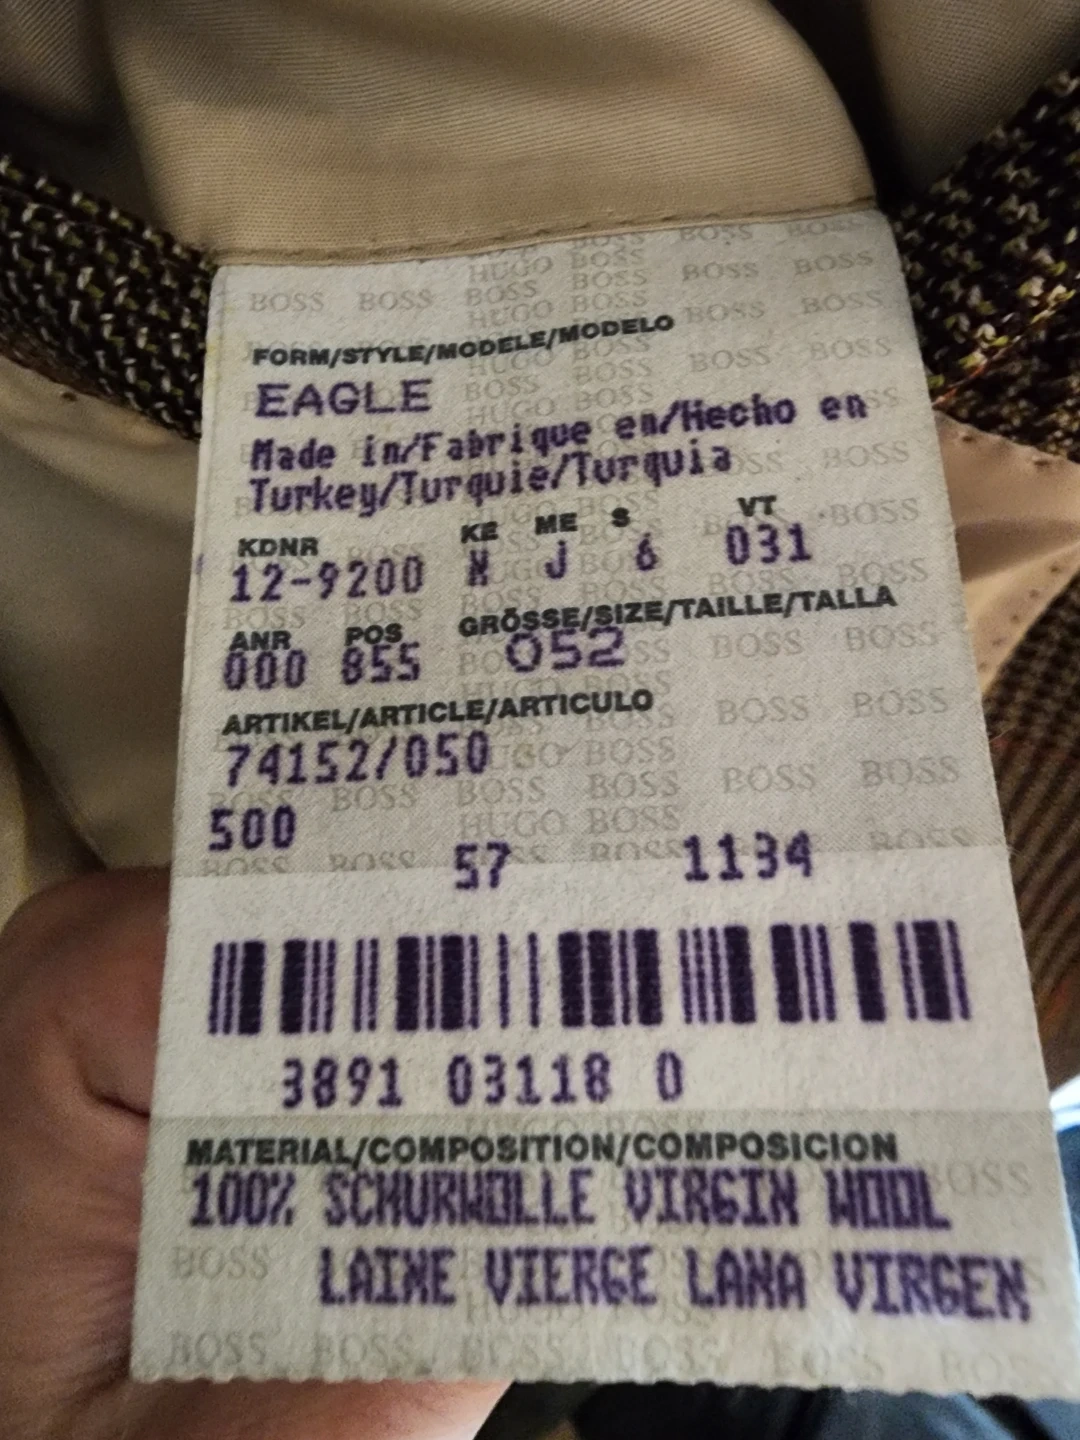 FORM/STYLE/MODELE/MODELO
EAGLE
Made in/Fabrique en/Hecho en
Turkey/Turquie/Turquia
KDNR KE ME S VT
12-9200 N J 6 031
ANR POS GRÖSSE/SIZE/TAILLE/TALLA
000 855 052
ARTIKEL/ARTICLE/ARTICULO
74152/050
500
57 1134
3891 03118 0
MATERIAL/COMPOSITION/COMPOSICION
100% SCHURWOLLE VIRGIN WOOL
LAINE VIERGE LANA VIRGEN